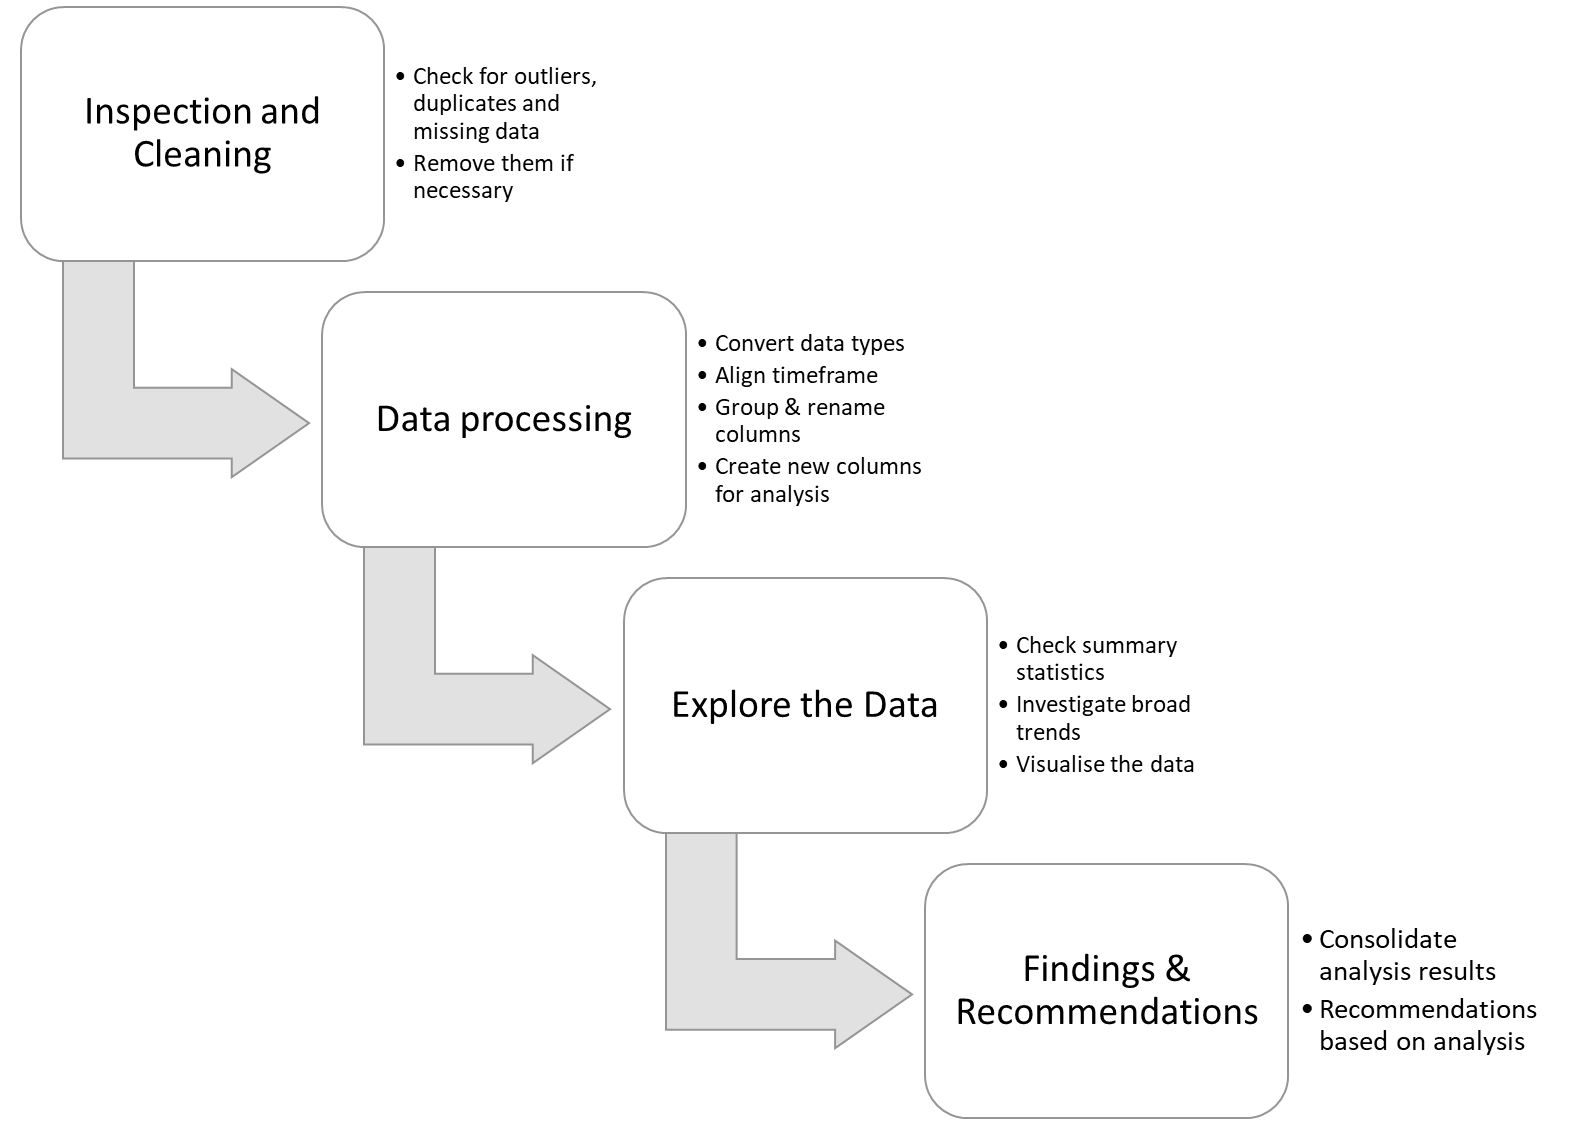 Inspection and
Cleaning
• Check for outliers,
duplicates and
missing data
• Remove them if
necessary
Data processing
• Convert data types
• Align timeframe
• Group & rename
columns
• Create new columns
for analysis
Explore the Data
• Check summary
statistics
• Investigate broad
trends
• Visualise the data
Findings &
Recommendations
• Consolidate
analysis results
• Recommendations
based on analysis